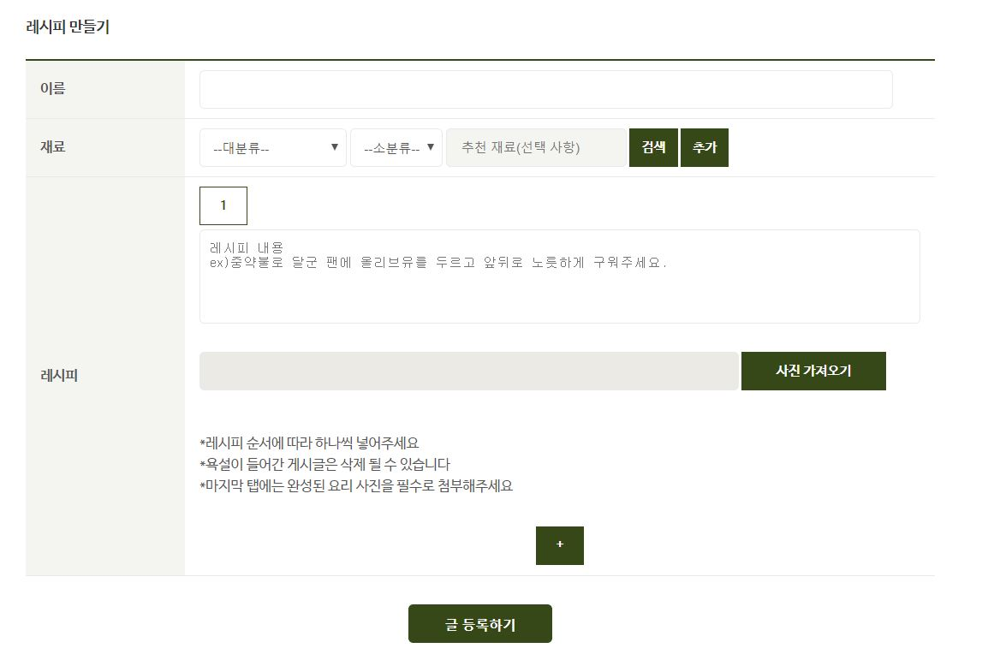 레시피 만들기
이름
재료
--대분류-- ▼ --소분류-- ▼ 추천 재료(선택 사항) 검색 추가
1
레시피 내용
ex)중약불로 달군 팬에 올리브유를 두르고 앞뒤로 노릇하게 구워주세요.
레시피
사진 가져오기
*레시피 순서에 따라 하나씩 넣어주세요
*욕설이 들어간 게시글은 삭제 될 수 있습니다
*마지막 탭에는 완성된 요리 사진을 필수로 첨부해주세요
+
글 등록하기